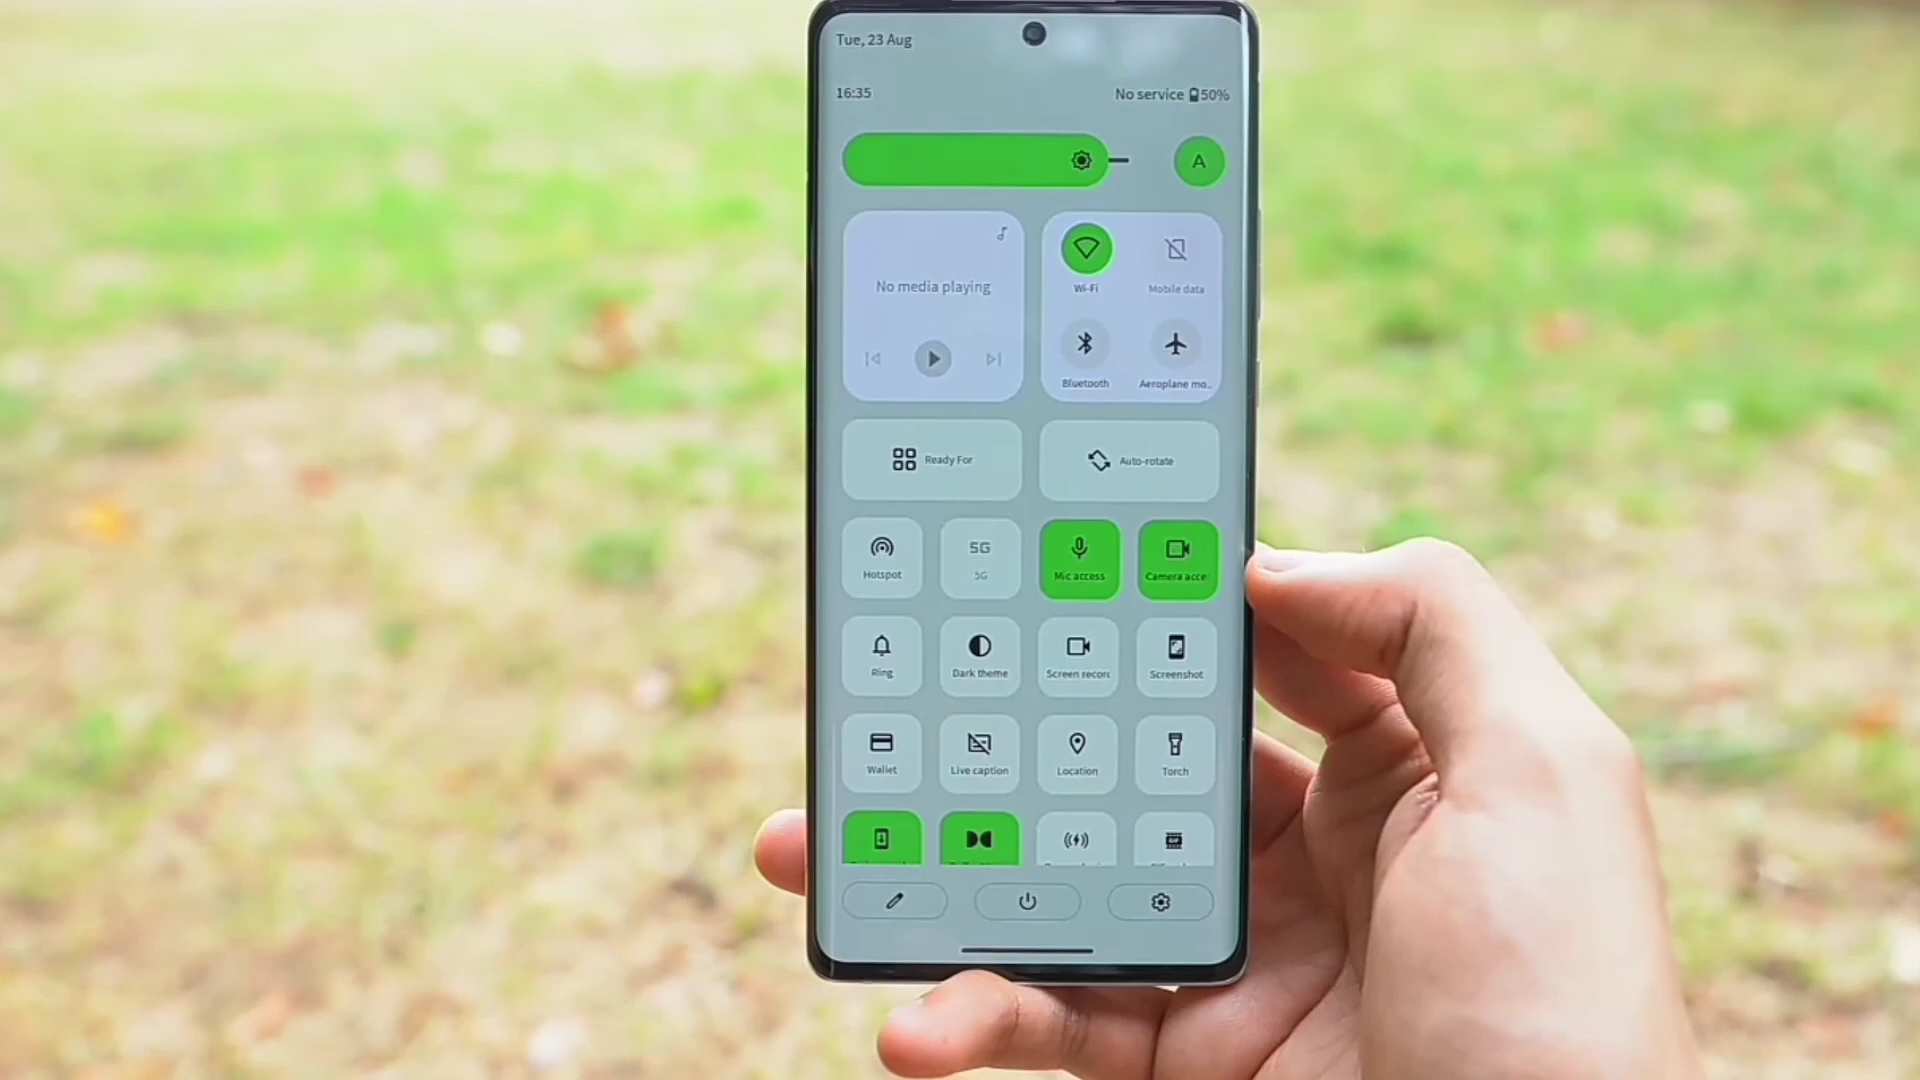 Tue, 23 Aug
16:35
No service 50%
A
No media playing
Wi-Fi
Mobile data
Bluetooth
Aeroplane mo..
Ready For
Auto-rotate
5G
Hotspot
5G
Mic access
Camera acce
Ring
Dark theme
Screen recor
Screenshot
Wallet
Live caption
Location
Torch
GIF